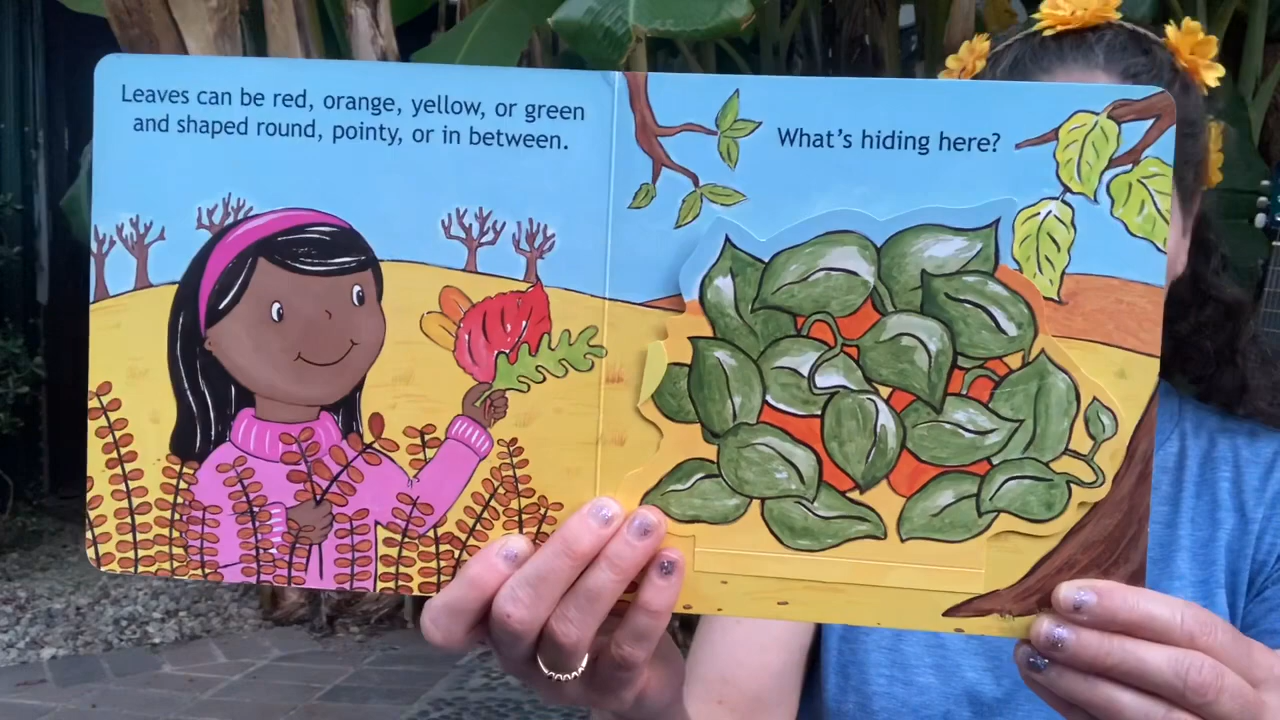 Leaves can be red, orange, yellow, or green
and shaped round, pointy, or in between.
What's hiding here?